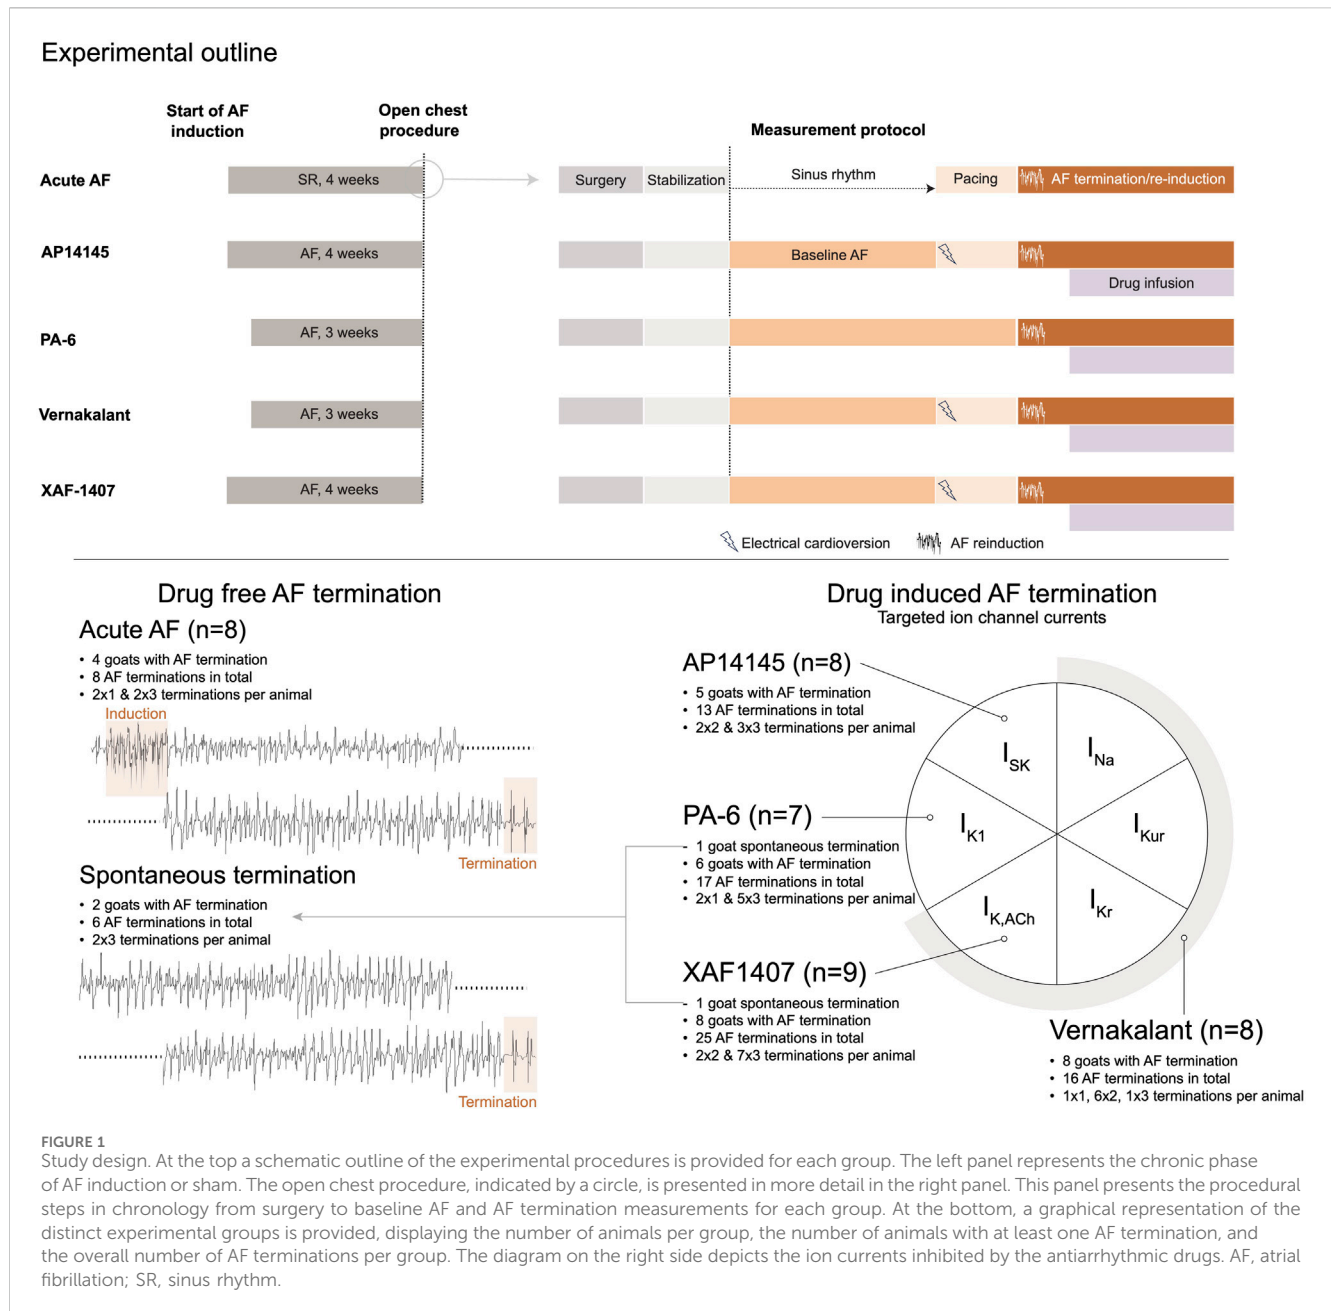 Experimental outline
Start of AF
induction
Open chest
procedure
Measurement protocol
Acute AF
SR, 4 weeks
Surgery
Stabilization
Sinus rhythm
Pacing
AF termination/re-induction
AP14145
AF, 4 weeks
Baseline AF
Drug infusion
PA-6
AF, 3 weeks
Vernakalant
AF, 3 weeks
XAF-1407
AF, 4 weeks
Electrical cardioversion
AF reinduction
Drug free AF termination
Acute AF (n=8)
• 4 goats with AF termination
• 8 AF terminations in total
• 2x1 & 2x3 terminations per animal
Induction
Termination
Spontaneous termination
• 2 goats with AF termination
• 6 AF terminations in total
• 2x3 terminations per animal
Termination
Drug induced AF termination
Targeted ion channel currents
AP14145 (n=8)
• 5 goats with AF termination
• 13 AF terminations in total
• 2x2 & 3x3 terminations per animal
PA-6 (n=7)
- 1 goat spontaneous termination
• 6 goats with AF termination
• 17 AF terminations in total
• 2x1 & 5x3 terminations per animal
XAF1407 (n=9)
- 1 goat spontaneous termination
• 8 goats with AF termination
• 25 AF terminations in total
• 2x2 & 7x3 terminations per animal
ISK
INa
IK1
IKur
IK,ACh
IKr
Vernakalant (n=8)
• 8 goats with AF termination
• 16 AF terminations in total
• 1x1, 6x2, 1x3 terminations per animal
FIGURE 1
Study design. At the top a schematic outline of the experimental procedures is provided for each group. The left panel represents the chronic phase
of AF induction or sham. The open chest procedure, indicated by a circle, is presented in more detail in the right panel. This panel presents the procedural
steps in chronology from surgery to baseline AF and AF termination measurements for each group. At the bottom, a graphical representation of the
distinct experimental groups is provided, displaying the number of animals per group, the number of animals with at least one AF termination, and
the overall number of AF terminations per group. The diagram on the right side depicts the ion currents inhibited by the antiarrhythmic drugs. AF, atrial
fibrillation; SR, sinus rhythm.